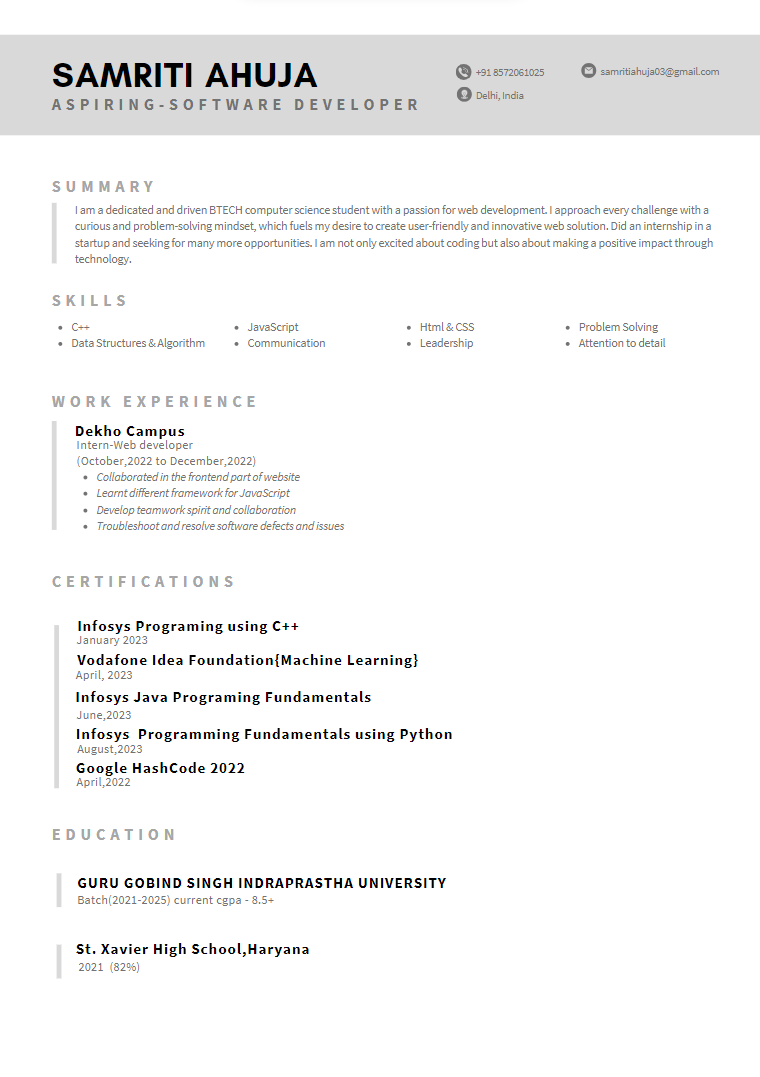 SAMRITI AHUJA
ASPIRING-SOFTWARE DEVELOPER
+91 8572061025
samritiahuja03@gmail.com
Delhi, India
SUMMARY
I am a dedicated and driven BTECH computer science student with a passion for web development. I approach every challenge with a
curious and problem-solving mindset, which fuels my desire to create user-friendly and innovative web solution. Did an internship in a
startup and seeking for many more opportunities. I am not only excited about coding but also about making a positive impact through
technology.
SKILLS
• C++
• JavaScript
• Html & CSS
• Problem Solving
• Data Structures & Algorithm
• Communication
• Leadership
• Attention to detail
WORK EXPERIENCE
Dekho Campus
Intern-Web developer
(October,2022 to December,2022)
• Collaborated in the frontend part of website
• Learnt different framework for JavaScript
• Develop teamwork spirit and collaboration
• Troubleshoot and resolve software defects and issues
CERTIFICATIONS
Infosys Programing using C++
January 2023
Vodafone Idea Foundation{Machine Learning}
April, 2023
Infosys Java Programing Fundamentals
June,2023
Infosys  Programming Fundamentals using Python
August,2023
Google HashCode 2022
April,2022
EDUCATION
GURU GOBIND SINGH INDRAPRASTHA UNIVERSITY
Batch(2021-2025) current cgpa - 8.5+
St. Xavier High School,Haryana
2021  (82%)